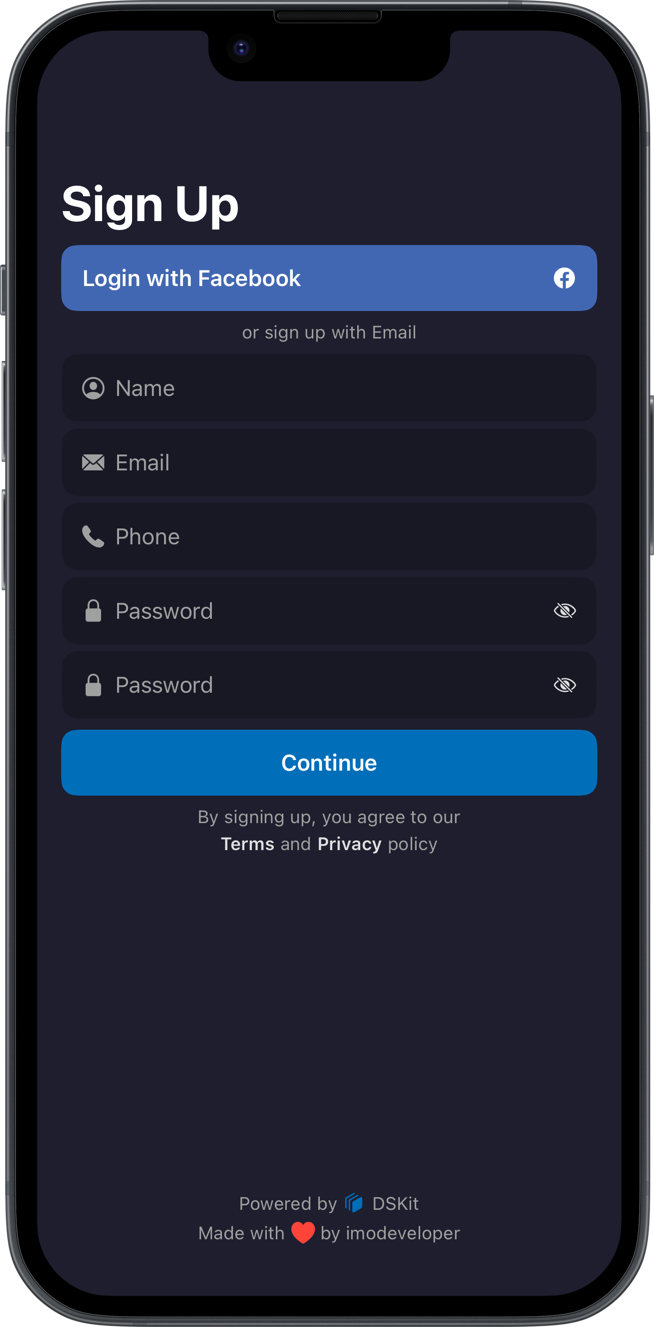 Sign Up
Login with Facebook
or sign up with Email
Name
Email
Phone
Password
Password
Continue
By signing up, you agree to our
Terms and Privacy policy
Powered by DSKit
Made with ❤️ by imodeveloper